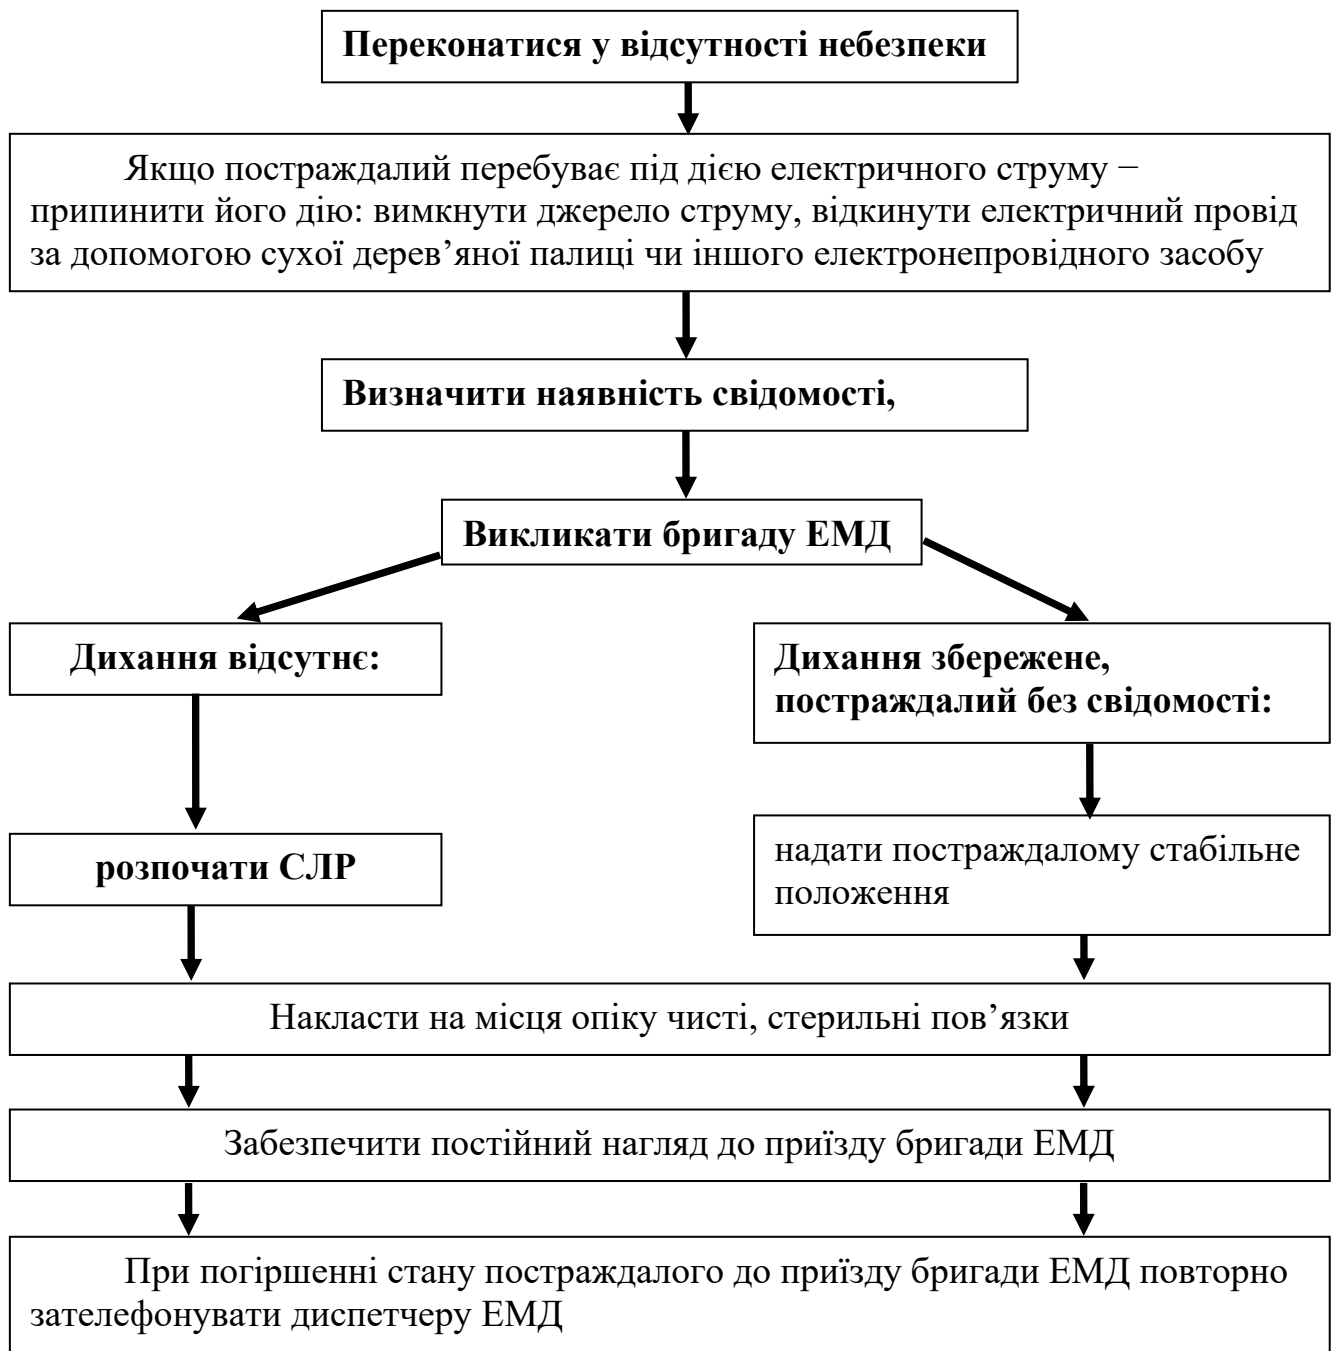 Переконатися у відсутності небезпеки
Якщо постраждалий перебуває під дією електричного струму –
припинити його дію: вимкнути джерело струму, відкинути електричний провід
за допомогою сухої дерев’яної палиці чи іншого електронепровідного засобу
Визначити наявність свідомості,
Викликати бригаду ЕМД
Дихання відсутнє:
Дихання збережене,
постраждалий без свідомості:
розпочати СЛР
надати постраждалому стабільне
положення
Накласти на місця опіку чисті, стерильні пов’язки
Забезпечити постійний нагляд до приїзду бригади ЕМД
При погіршенні стану постраждалого до приїзду бригади ЕМД повторно
зателефонувати диспетчеру ЕМД